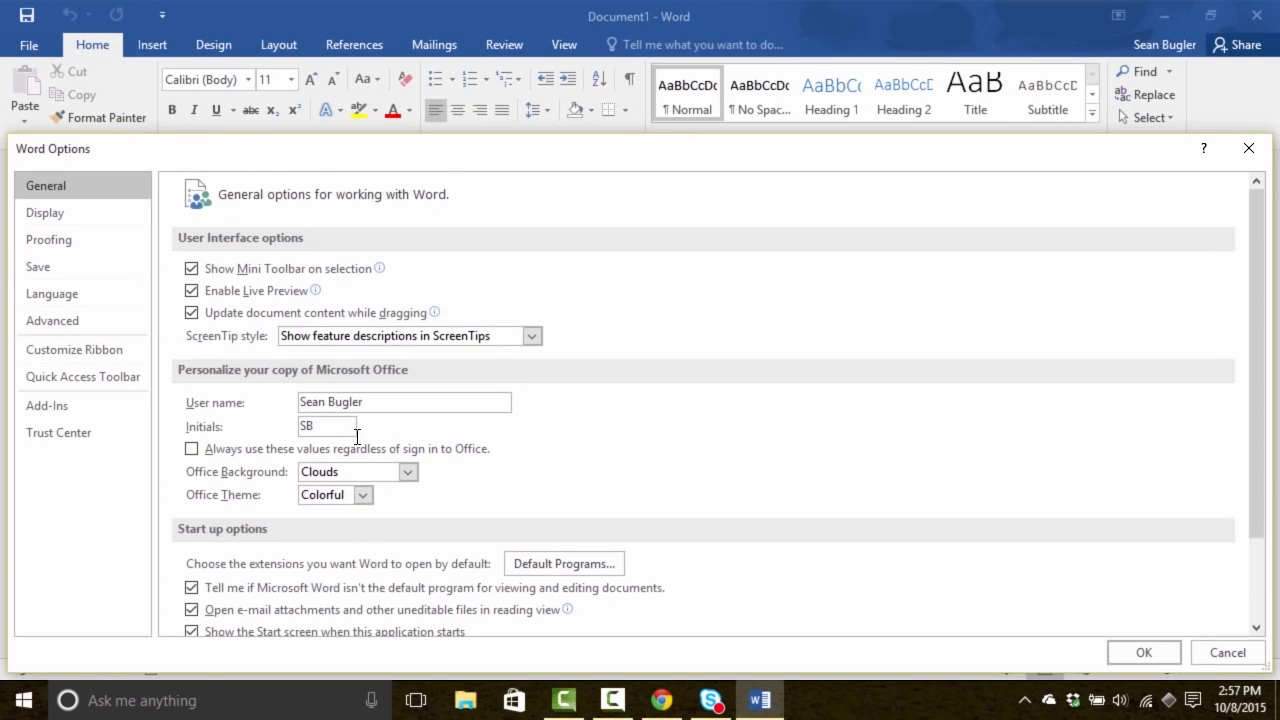 Document1 - Word
File Home Insert Design Layout References Mailings Review View Tell me what you want to do... Sean Bugler Share
Cut
Copy
Format Painter
Paste
Calibri (Body) 11 Aa
B I U abc x₂ x² A A
AaBbCcDc AaBbCcDc AaBbCc AaBbCcD AaB AaBbCcD
¶ Normal ¶ No Spac... Heading 1 Heading 2 Title Subtitle
Find
Replace
Select
Word Options ?
General
Display
Proofing
Save
Language
Advanced
Customize Ribbon
Quick Access Toolbar
Add-Ins
Trust Center
General options for working with Word.
User Interface options
Show Mini Toolbar on selection
Enable Live Preview
Update document content while dragging
ScreenTip style: Show feature descriptions in ScreenTips
Personalize your copy of Microsoft Office
User name: Sean Bugler
Initials: SB
Always use these values regardless of sign in to Office.
Office Background: Clouds
Office Theme: Colorful
Start up options
Choose the extensions you want Word to open by default: Default Programs...
Tell me if Microsoft Word isn't the default program for viewing and editing documents.
Open e-mail attachments and other uneditable files in reading view
Show the Start screen when this application starts
OK Cancel
Ask me anything
2:57 PM
10/8/2015